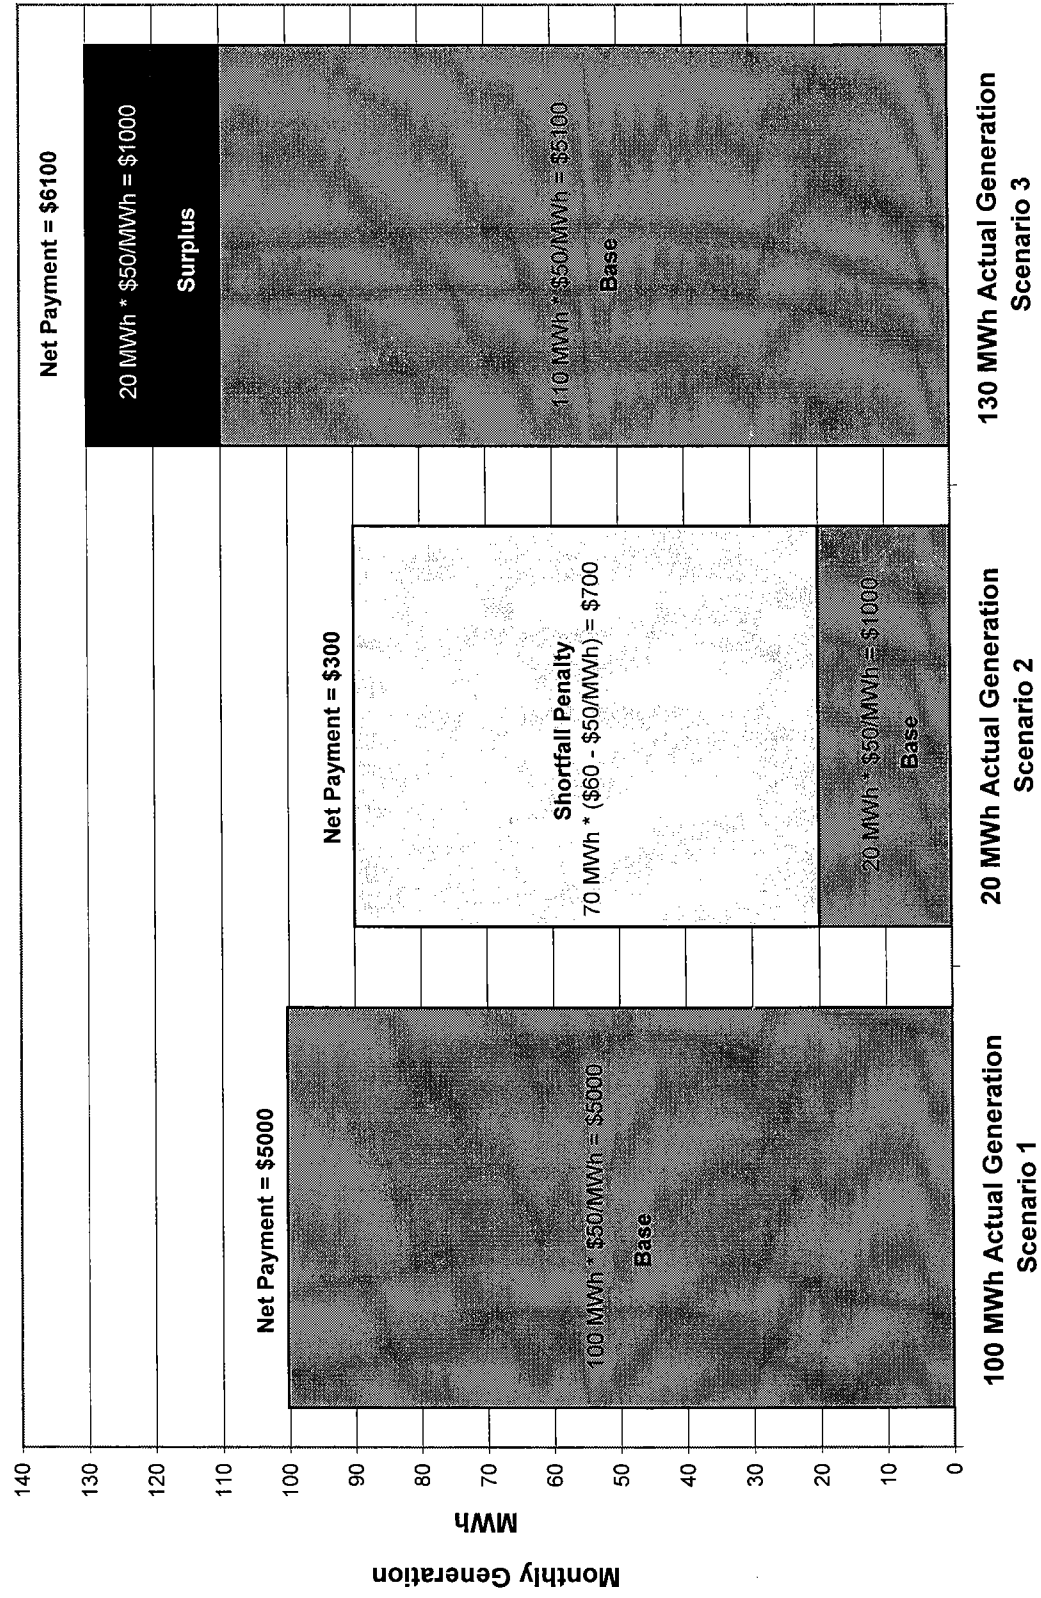 Monthly Generation
MWh
140
130
120
110
100
90
80
70
60
50
40
30
20
10
0
Net Payment = $5000
100 MWh * $50/MWh = $5000
Base
100 MWh Actual Generation
Scenario 1
Net Payment = $300
Shortfall Penalty
70 MWh * ($60 - $50/MWh) = $700
20 MWh * $50/MWh = $1000
Base
20 MWh Actual Generation
Scenario 2
Net Payment = $6100
20 MWh * $50/MWh = $1000
Surplus
110 MWh * $50/MWh = $5100
Base
130 MWh Actual Generation
Scenario 3